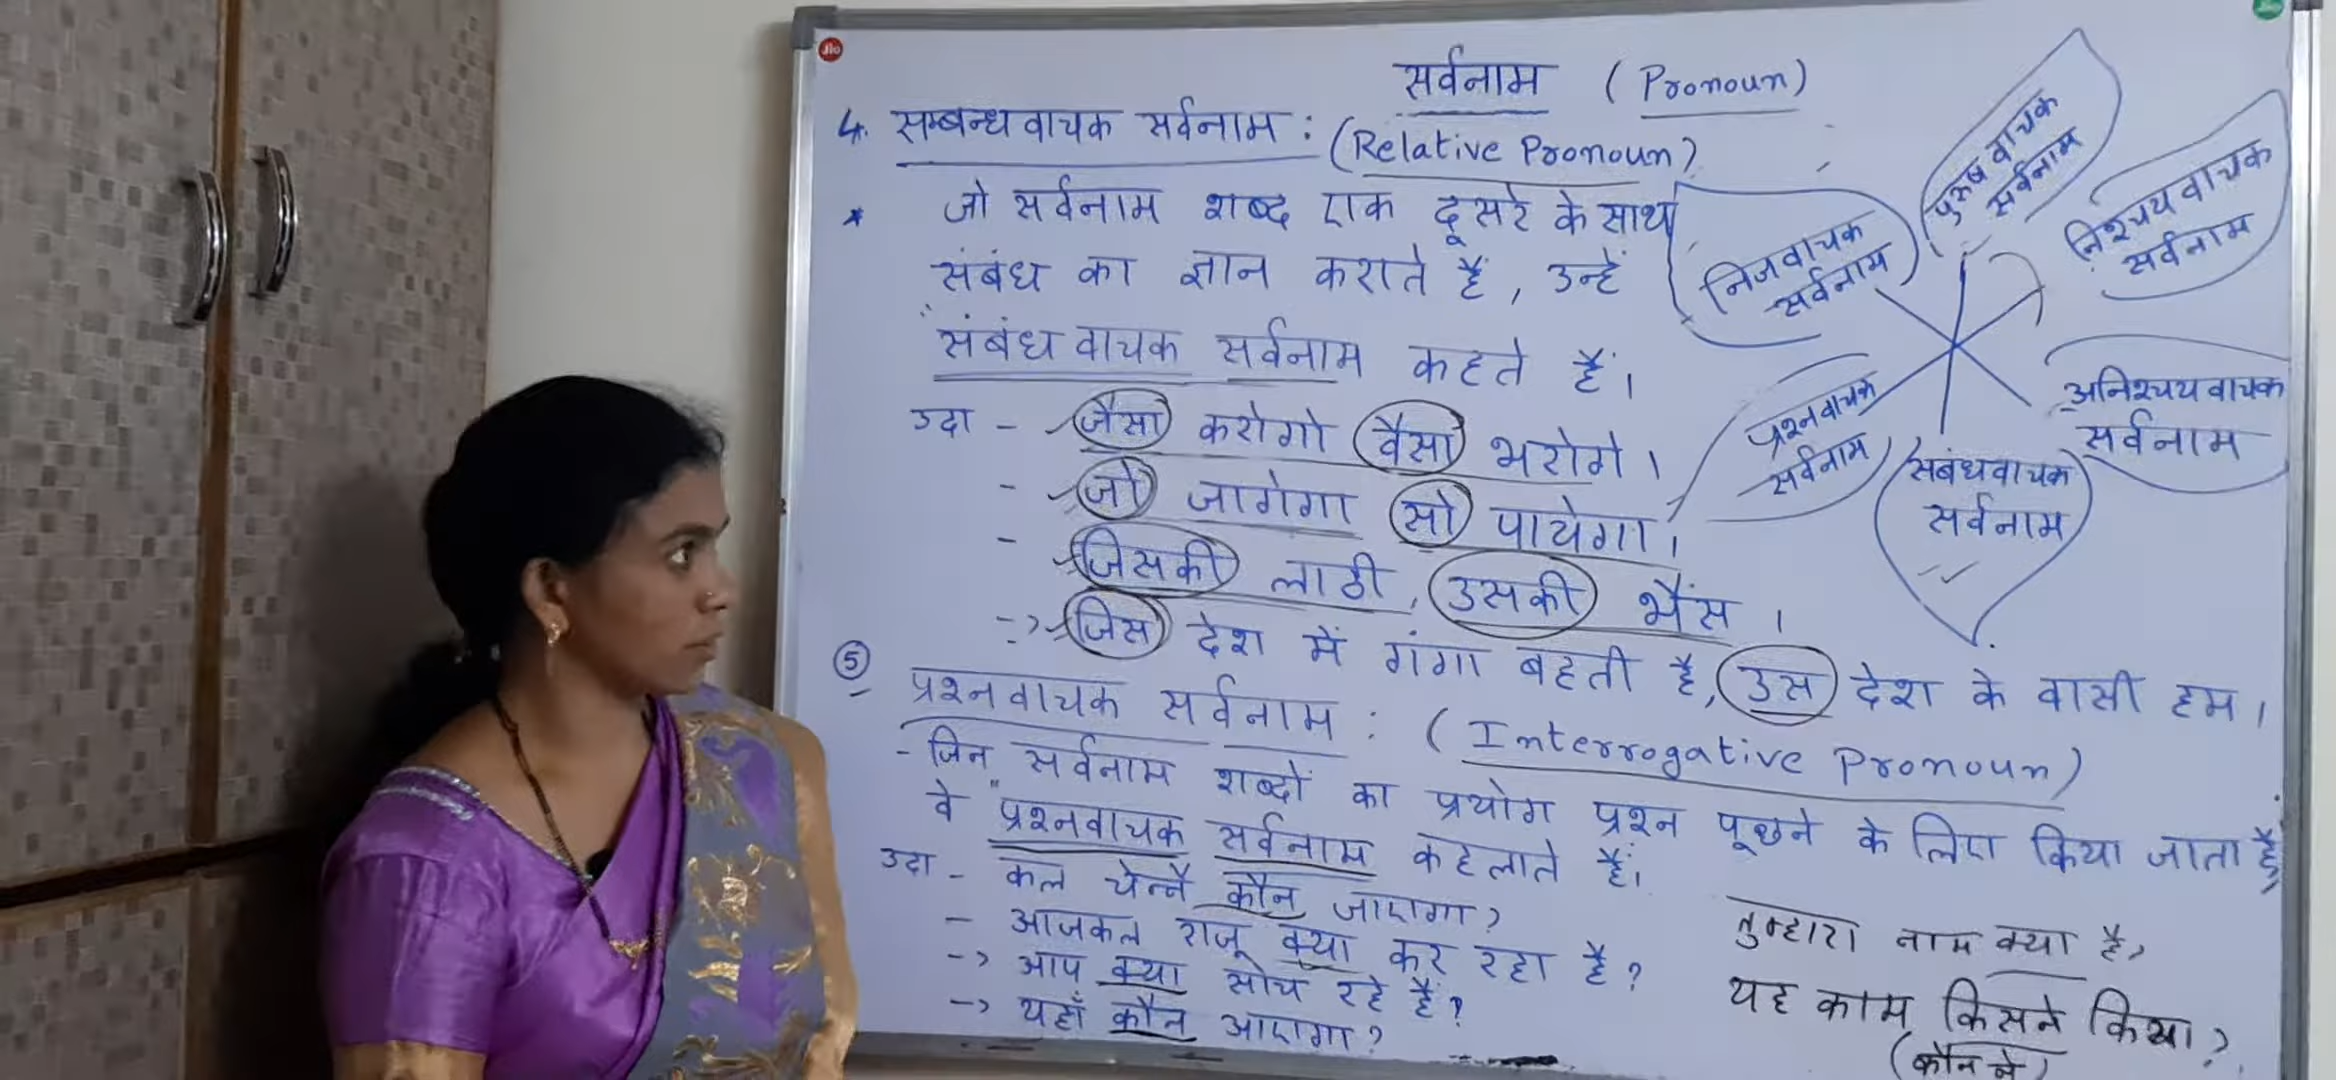 Jio
Jio
सर्वनाम (Pronoun)
4. सम्बन्धवाचक सर्वनाम : (Relative Pronoun)
* जो सर्वनाम शब्द एक दूसरे के साथ
संबंध का ज्ञान कराते हैं, उन्हें
"संबंध वाचक सर्वनाम कहते हैं।
उदा - जैसा करोगो वैसा भरोगे।
- जो जागेगा सो पायेगा।
- जिसकी लाठी, उसकी भैंस।
-> जिस देश में गंगा बहती है, उस देश के वासी हम।
⑤ प्रश्नवाचक सर्वनाम : (Interrogative Pronoun)
- जिन सर्वनाम शब्दों का प्रयोग प्रश्न पूछने के लिए किया जाता है,
वे "प्रश्नवाचक सर्वनाम कहलाते हैं।
उदा - कल चेन्नै कौन जाएगा?
- आजकल राजू क्या कर रहा है?
-> आप क्या सोच रहे हैं?
-> यहाँ कौन आएगा?
पुरुष वाचक
सर्वनाम
निश्चयवाचक
सर्वनाम
निजवाचक
सर्वनाम
अनिश्चयवाचक
सर्वनाम
प्रश्नवाचक
सर्वनाम
संबंधवाचक
सर्वनाम
तुम्हारा नाम क्या है?
यह काम किसने किया?
(कौन ने)